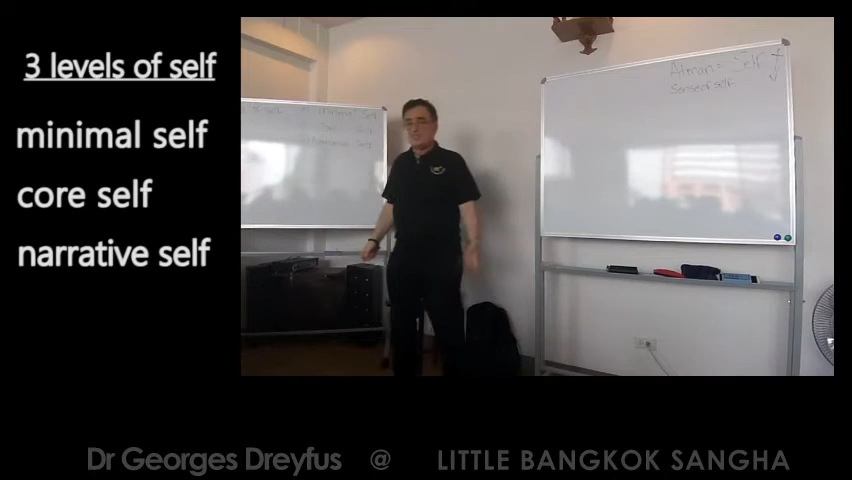 3 levels of self
minimal self
core self
narrative self
Atman = Self
Sense of self
Dr Georges Dreyfus @ LITTLE BANGKOK SANGHA